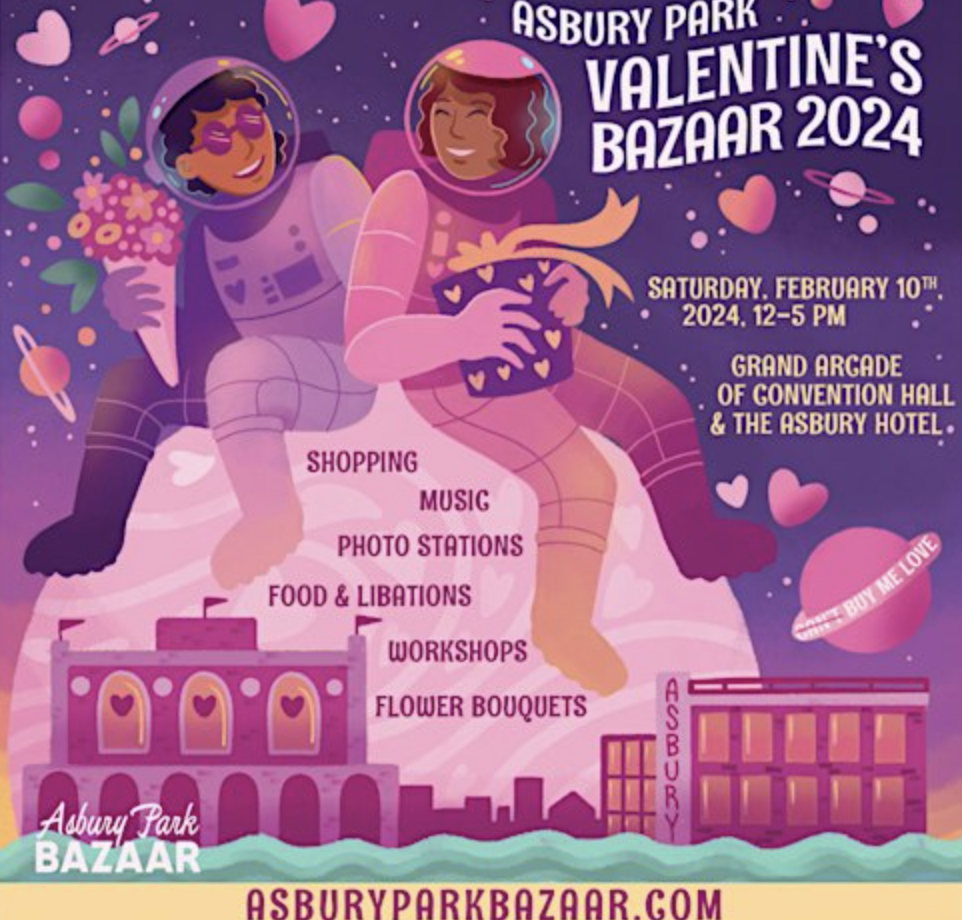 ASBURY PARK
VALENTINE'S
BAZAAR 2024
SATURDAY, FEBRUARY 10TH,
2024, 12–5 PM
GRAND ARCADE
OF CONVENTION HALL
& THE ASBURY HOTEL
SHOPPING
MUSIC
PHOTO STATIONS
FOOD & LIBATIONS
WORKSHOPS
FLOWER BOUQUETS
CAN'T BUY ME LOVE
ASBURY
Asbury Park
BAZAAR
ASBURYPARKBAZAAR.COM